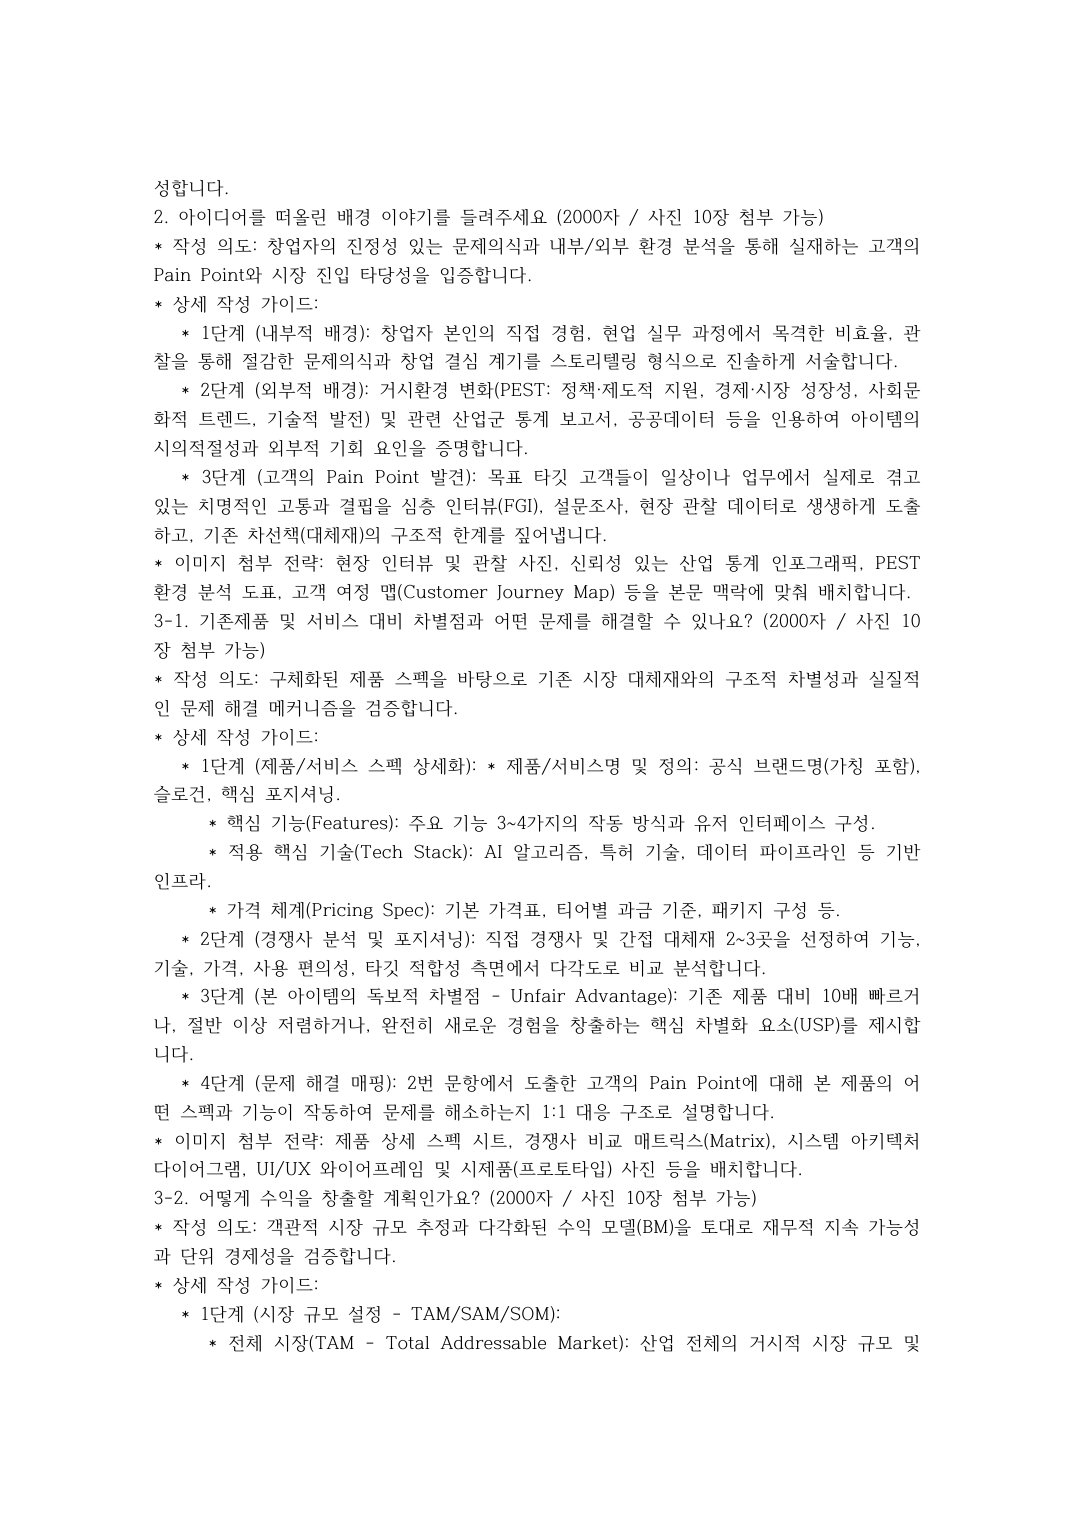 성합니다.
2. 아이디어를 떠올린 배경 이야기를 들려주세요 (2000자 / 사진 10장 첨부 가능)
* 작성 의도: 창업자의 진정성 있는 문제의식과 내부/외부 환경 분석을 통해 실재하는 고객의
Pain Point와 시장 진입 타당성을 입증합니다.
* 상세 작성 가이드:
* 1단계 (내부적 배경): 창업자 본인의 직접 경험, 현업 실무 과정에서 목격한 비효율, 관
찰을 통해 절감한 문제의식과 창업 결심 계기를 스토리텔링 형식으로 진솔하게 서술합니다.
* 2단계 (외부적 배경): 거시환경 변화(PEST: 정책·제도적 지원, 경제·시장 성장성, 사회문
화적 트렌드, 기술적 발전) 및 관련 산업군 통계 보고서, 공공데이터 등을 인용하여 아이템의
시의적절성과 외부적 기회 요인을 증명합니다.
* 3단계 (고객의 Pain Point 발견): 목표 타깃 고객들이 일상이나 업무에서 실제로 겪고
있는 치명적인 고통과 결핍을 심층 인터뷰(FGI), 설문조사, 현장 관찰 데이터로 생생하게 도출
하고, 기존 차선책(대체재)의 구조적 한계를 짚어냅니다.
* 이미지 첨부 전략: 현장 인터뷰 및 관찰 사진, 신뢰성 있는 산업 통계 인포그래픽, PEST
환경 분석 도표, 고객 여정 맵(Customer Journey Map) 등을 본문 맥락에 맞춰 배치합니다.
3-1. 기존제품 및 서비스 대비 차별점과 어떤 문제를 해결할 수 있나요? (2000자 / 사진 10
장 첨부 가능)
* 작성 의도: 구체화된 제품 스펙을 바탕으로 기존 시장 대체재와의 구조적 차별성과 실질적
인 문제 해결 메커니즘을 검증합니다.
* 상세 작성 가이드:
* 1단계 (제품/서비스 스펙 상세화): * 제품/서비스명 및 정의: 공식 브랜드명(가칭 포함),
슬로건, 핵심 포지셔닝.
* 핵심 기능(Features): 주요 기능 3~4가지의 작동 방식과 유저 인터페이스 구성.
* 적용 핵심 기술(Tech Stack): AI 알고리즘, 특허 기술, 데이터 파이프라인 등 기반
인프라.
* 가격 체계(Pricing Spec): 기본 가격표, 티어별 과금 기준, 패키지 구성 등.
* 2단계 (경쟁사 분석 및 포지셔닝): 직접 경쟁사 및 간접 대체재 2~3곳을 선정하여 기능,
기술, 가격, 사용 편의성, 타깃 적합성 측면에서 다각도로 비교 분석합니다.
* 3단계 (본 아이템의 독보적 차별점 - Unfair Advantage): 기존 제품 대비 10배 빠르거
나, 절반 이상 저렴하거나, 완전히 새로운 경험을 창출하는 핵심 차별화 요소(USP)를 제시합
니다.
* 4단계 (문제 해결 매핑): 2번 문항에서 도출한 고객의 Pain Point에 대해 본 제품의 어
떤 스펙과 기능이 작동하여 문제를 해소하는지 1:1 대응 구조로 설명합니다.
* 이미지 첨부 전략: 제품 상세 스펙 시트, 경쟁사 비교 매트릭스(Matrix), 시스템 아키텍처
다이어그램, UI/UX 와이어프레임 및 시제품(프로토타입) 사진 등을 배치합니다.
3-2. 어떻게 수익을 창출할 계획인가요? (2000자 / 사진 10장 첨부 가능)
* 작성 의도: 객관적 시장 규모 추정과 다각화된 수익 모델(BM)을 토대로 재무적 지속 가능성
과 단위 경제성을 검증합니다.
* 상세 작성 가이드:
* 1단계 (시장 규모 설정 - TAM/SAM/SOM):
* 전체 시장(TAM - Total Addressable Market): 산업 전체의 거시적 시장 규모 및